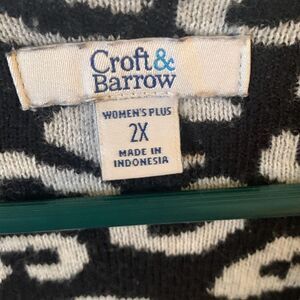 Croft&
Barrow
WOMEN'S PLUS
2X
MADE IN
INDONESIA